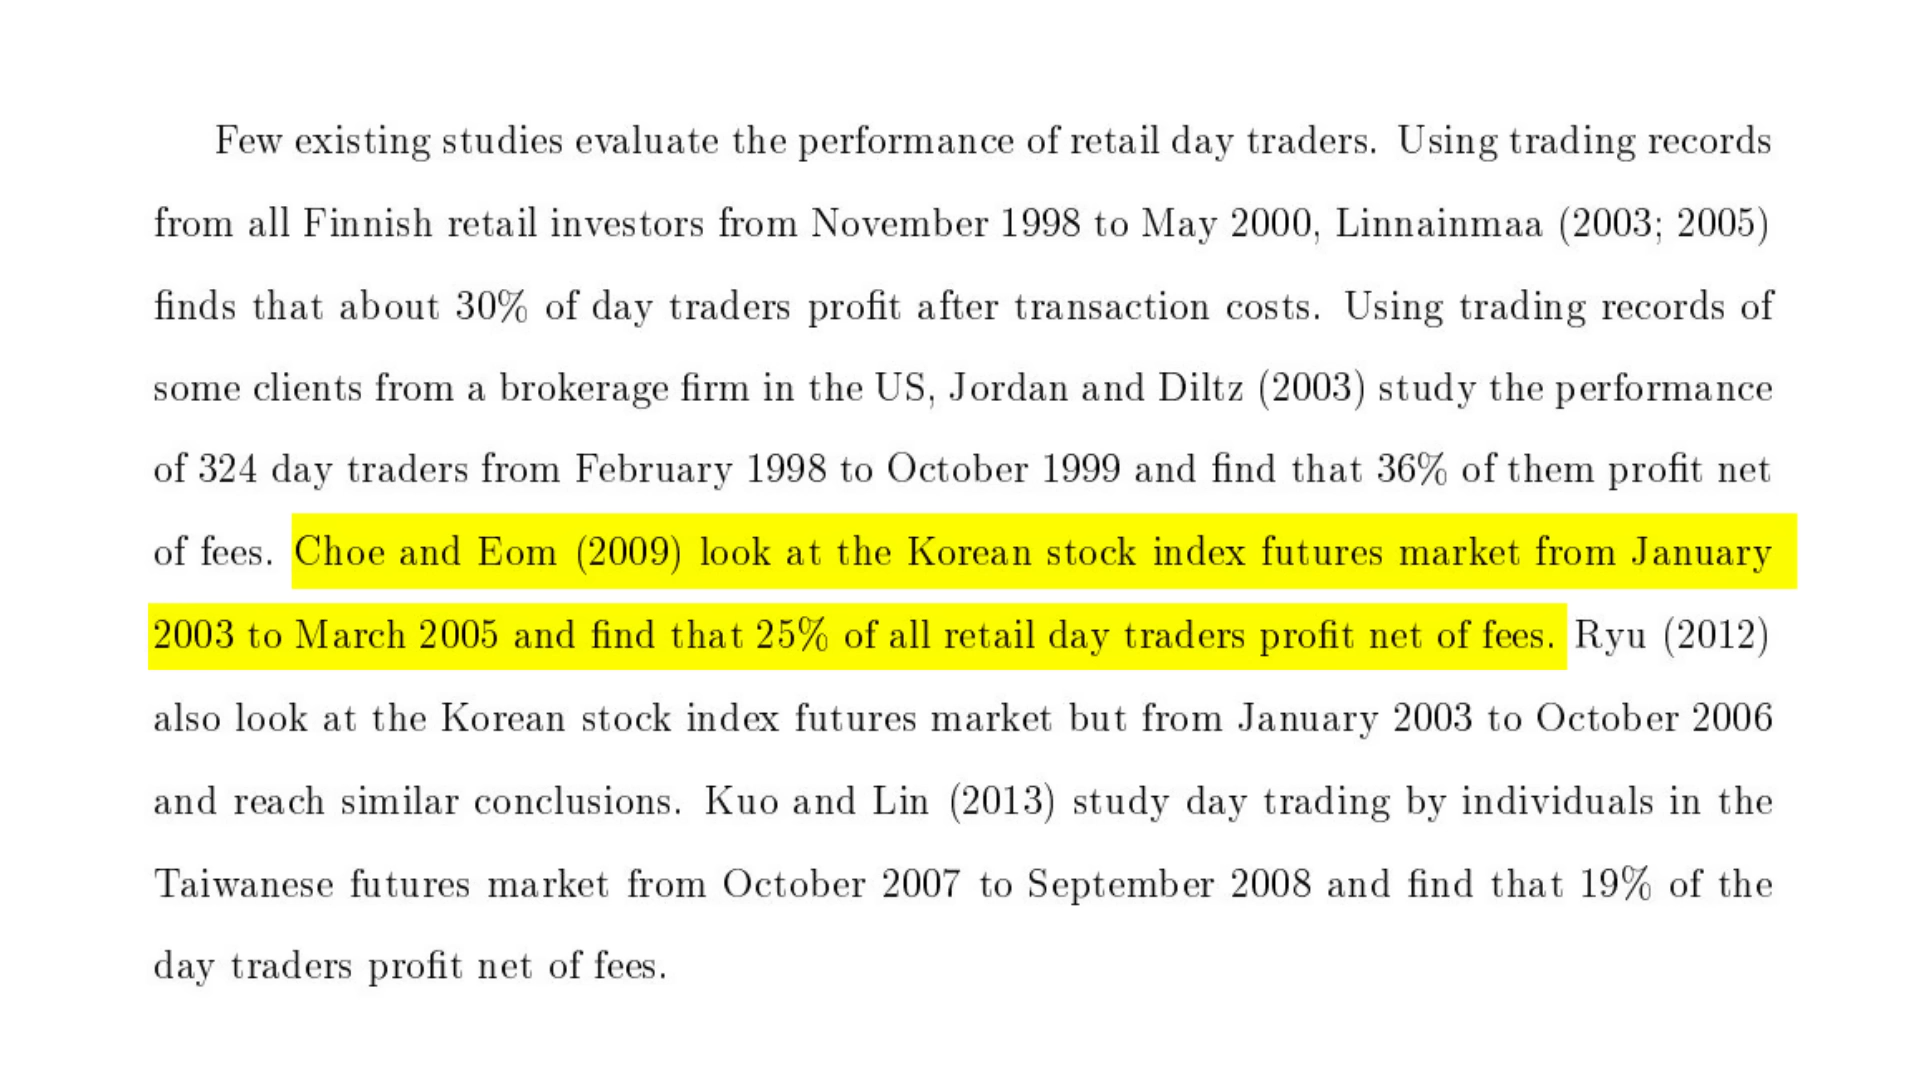 Few existing studies evaluate the performance of retail day traders. Using trading records
from all Finnish retail investors from November 1998 to May 2000, Linnainmaa (2003; 2005)
finds that about 30% of day traders profit after transaction costs. Using trading records of
some clients from a brokerage firm in the US, Jordan and Diltz (2003) study the performance
of 324 day traders from February 1998 to October 1999 and find that 36% of them profit net
of fees. Choe and Eom (2009) look at the Korean stock index futures market from January
2003 to March 2005 and find that 25% of all retail day traders profit net of fees. Ryu (2012)
also look at the Korean stock index futures market but from January 2003 to October 2006
and reach similar conclusions. Kuo and Lin (2013) study day trading by individuals in the
Taiwanese futures market from October 2007 to September 2008 and find that 19% of the
day traders profit net of fees.